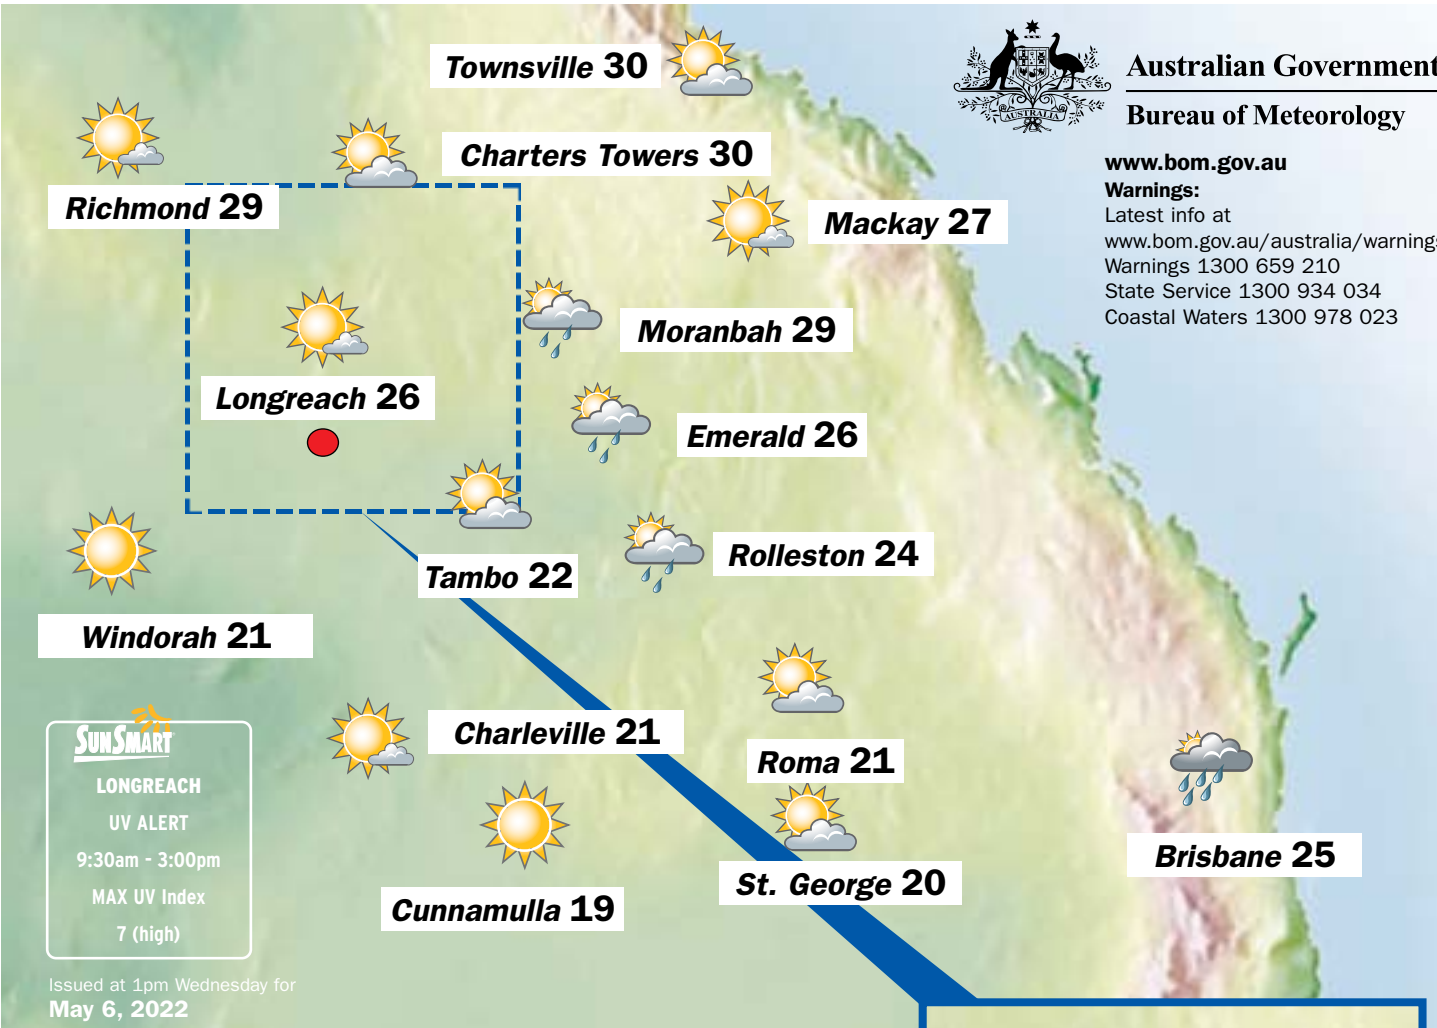 Townsville 30
Australian Government
AUSTRALIA
Bureau of Meteorology
Charters Towers 30
www.bom.gov.au
Warnings:
Latest info at
www.bom.gov.au/australia/warnings
Warnings 1300 659 210
State Service 1300 934 034
Coastal Waters 1300 978 023
Richmond 29
Mackay 27
Moranbah 29
Longreach 26
Emerald 26
Rolleston 24
Tambo 22
Windorah 21
Charleville 21
Roma 21
Brisbane 25
St. George 20
Cunnamulla 19
SUNSMART
LONGREACH
UV ALERT
9:30am - 3:00pm
MAX UV Index
7 (high)
Issued at 1pm Wednesday for
May 6, 2022